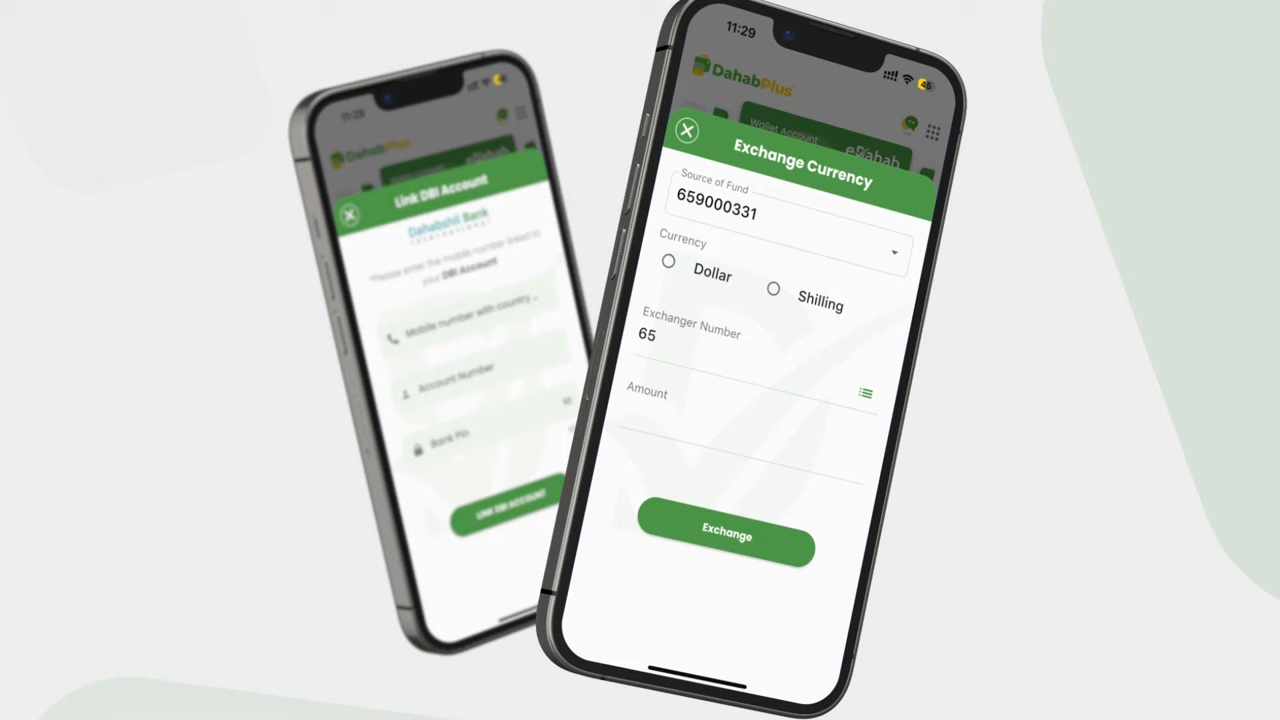 11:29
DahabPlus
Link DBI Account
Dahabshil Bank
International
*Please enter the mobile number linked to
your DBI Account
Mobile number with country ...
Account Number
Bank Pin
LINK DBI ACCOUNT
11:29
45
DahabPlus
Wallet Account
eDahab
Exchange Currency
Source of Fund
659000331
Currency
Dollar
Shilling
Exchanger Number
65
Amount
Exchange